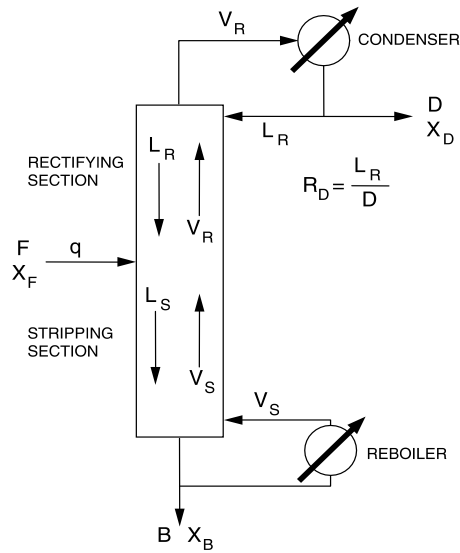 V_R
CONDENSER
L_R
D
X_D
RECTIFYING
SECTION
L_R
V_R
R_D = L_R / D
F
q
X_F
L_S
STRIPPING
SECTION
V_S
V_S
REBOILER
B X_B